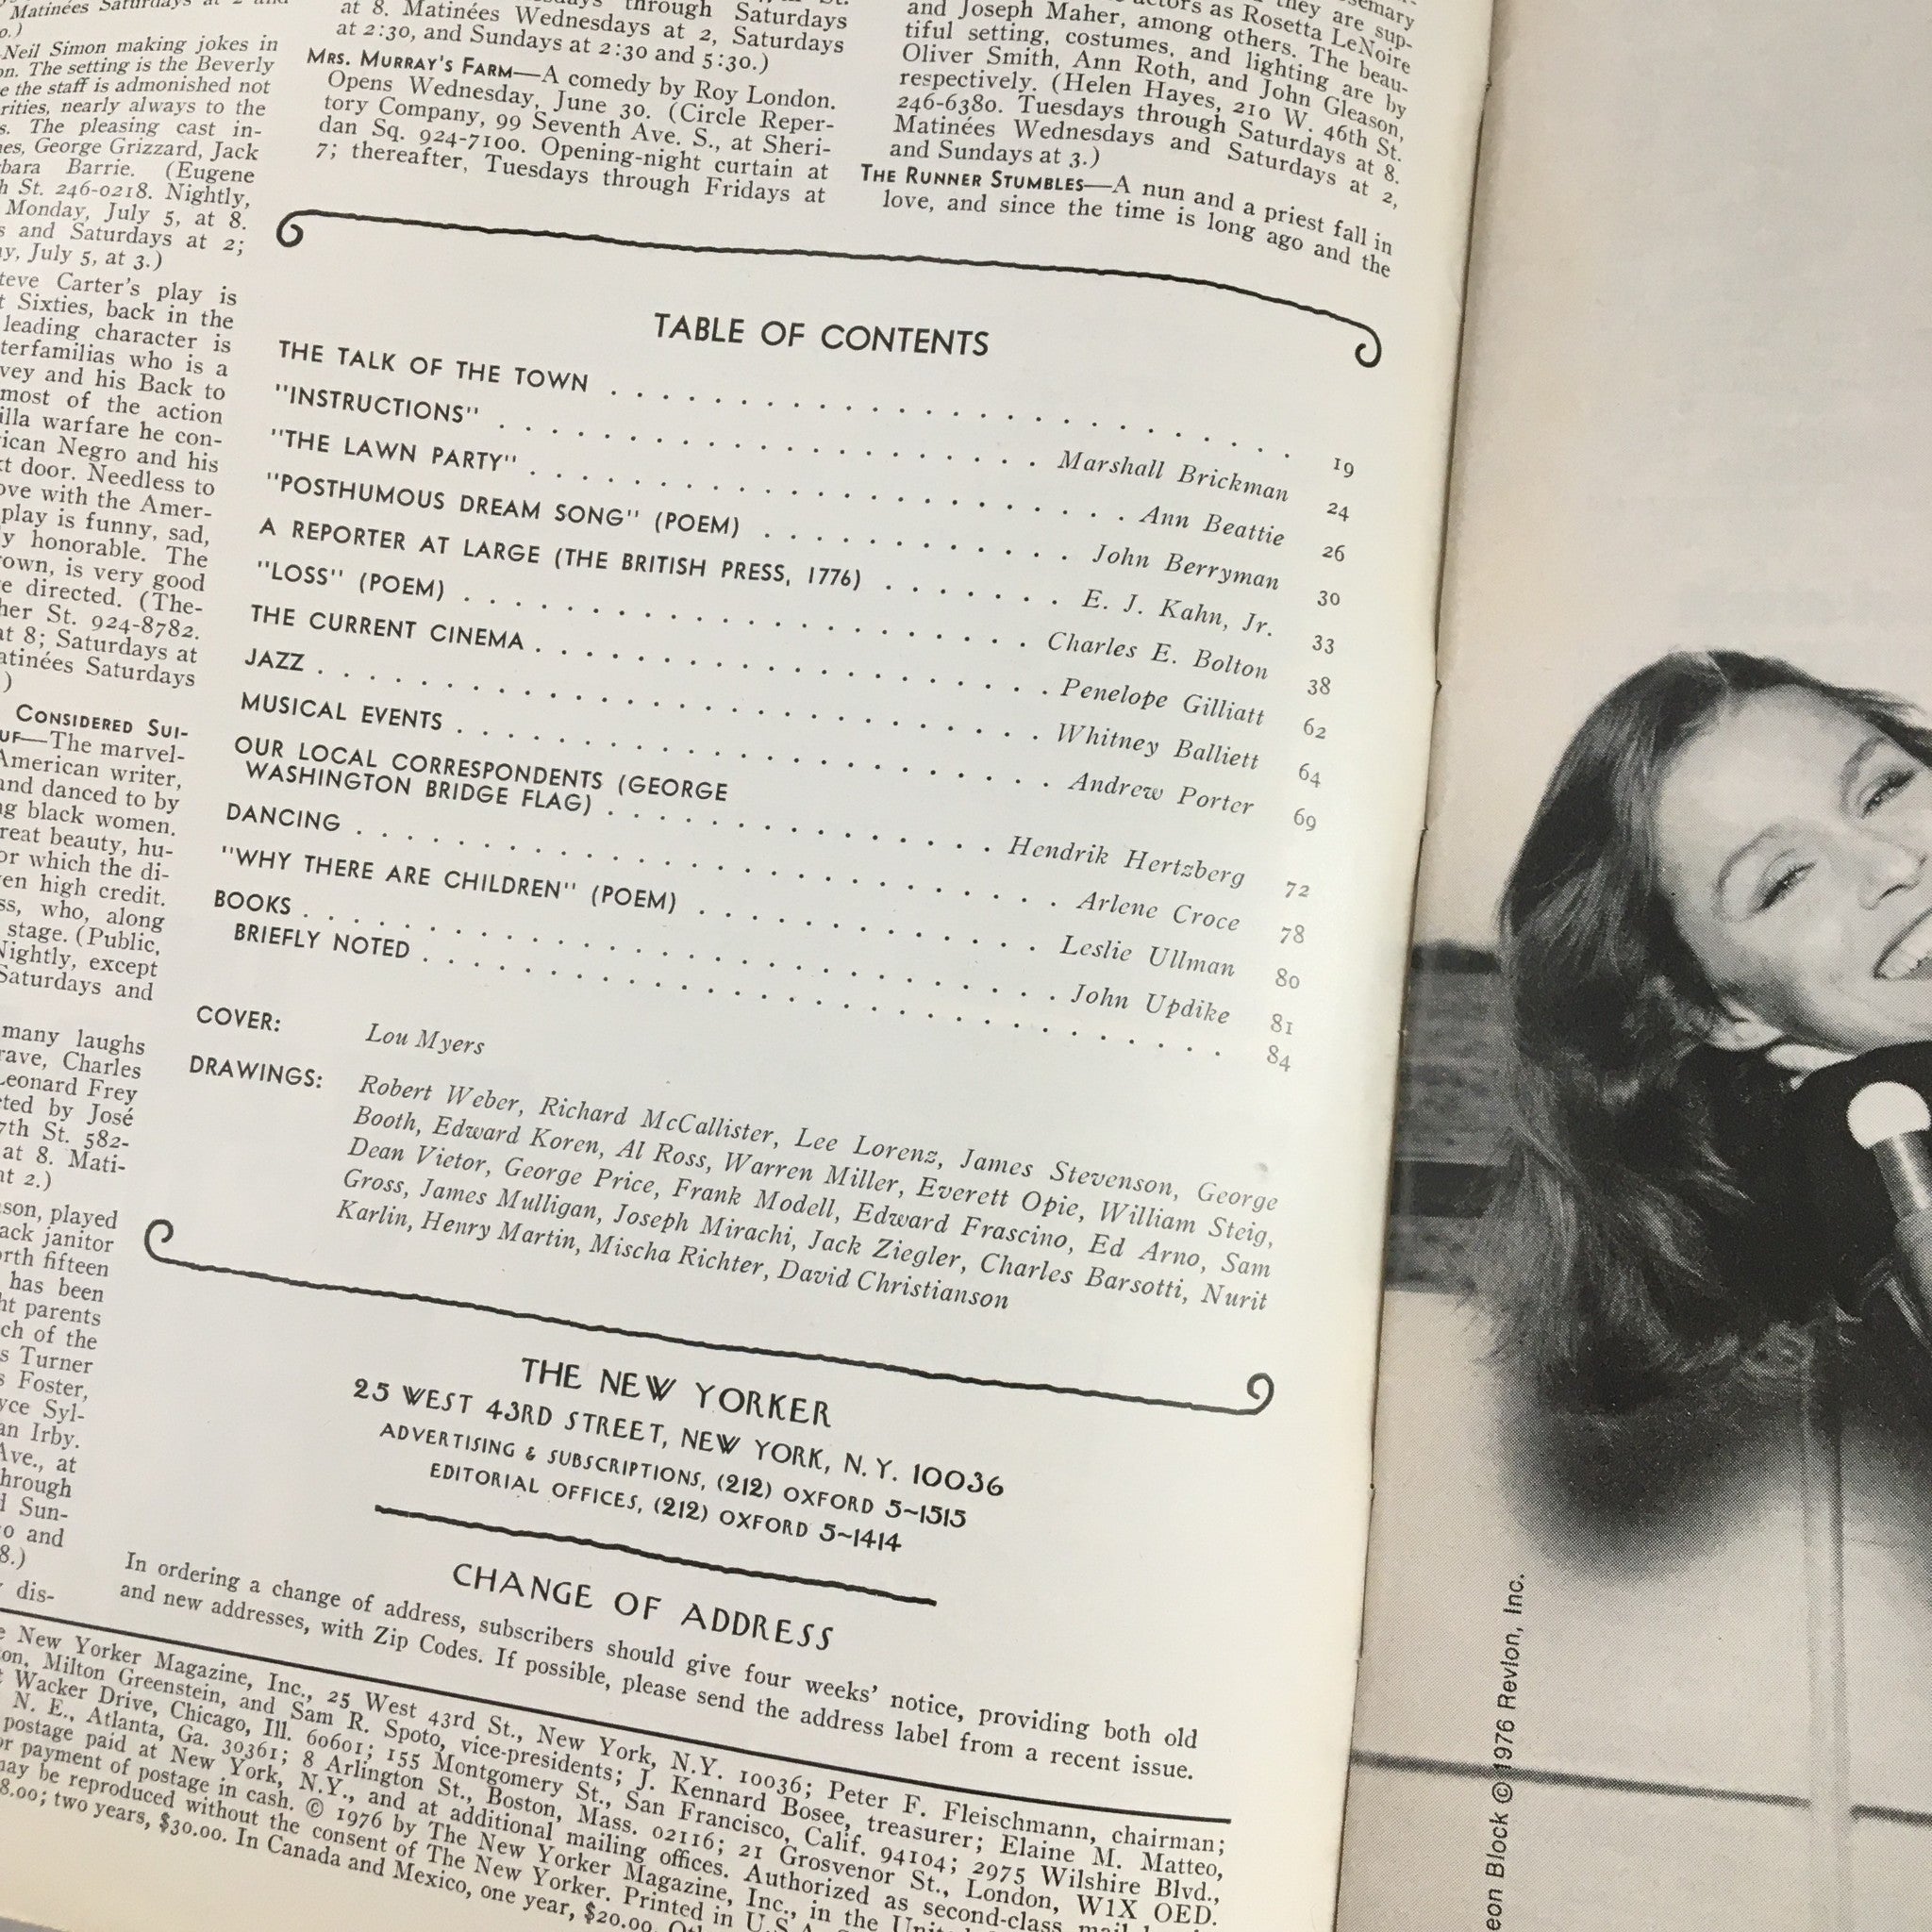 Matinées Saturdays at 2 and
Neil Simon making jokes in
The setting is the Beverly
the staff is admonished not
nearly always to the
The pleasing cast in-
George Grizzard, Jack
Barrie. (Eugene
St. 246-0218. Nightly,
Monday, July 5, at 8.
and Saturdays at 2;
July 5, at 3.)
Carter's play is
Sixties, back in the
leading character is
who is a
and his Back to
most of the action
warfare he con-
Negro and his
door. Needless to
with the Amer-
play is funny, sad,
honorable. The
is very good
directed. (The-
St. 924-8782.
at 8; Saturdays at
Saturdays
)
CONSIDERED SUI-
—The marvel-
American writer,
and danced to by
black women.
beauty, hu-
which the di-
high credit.
who, along
stage. (Public,
Nightly, except
Saturdays and
many laughs
Charles
Leonard Frey
by José
St. 582-
at 8. Mati-
at 2.)
played
janitor
fifteen
has been
parents
of the
Turner
Foster,
Syl-
Irby.
Ave., at
through
Sun-
and
8.)
dis-
through Saturdays
at 8. Matinées Wednesdays at 2, Saturdays
at 2:30, and Sundays at 2:30 and 5:30.)
MRS. MURRAY'S FARM—A comedy by Roy London.
Opens Wednesday, June 30. (Circle Reper-
tory Company, 99 Seventh Ave. S., at Sheri-
dan Sq. 924-7100. Opening-night curtain at
7; thereafter, Tuesdays through Fridays at
they are sup-
actors as Rosetta LeNoire
and Joseph Maher, among others. The beau-
tiful setting, costumes, and lighting are by
Oliver Smith, Ann Roth, and John Gleason,
respectively. (Helen Hayes, 210 W. 46th St.
246-6380. Tuesdays through Saturdays at 8.
Matinées Wednesdays and Saturdays at 2,
and Sundays at 3.)
THE RUNNER STUMBLES—A nun and a priest fall in
love, and since the time is long ago and the
TABLE OF CONTENTS
THE TALK OF THE TOWN . . . . . . . . . . 19
"INSTRUCTIONS" . . . . . . . . . . Marshall Brickman 24
"THE LAWN PARTY" . . . . . . . . . . Ann Beattie 26
"POSTHUMOUS DREAM SONG" (POEM) . . . . . . . . . . John Berryman 30
A REPORTER AT LARGE (THE BRITISH PRESS, 1776) . . . . . . . E. J. Kahn, Jr. 33
"LOSS" (POEM) . . . . . . . . . . Charles E. Bolton 38
THE CURRENT CINEMA . . . . . . . . . . Penelope Gilliatt 62
JAZZ . . . . . . . . . . Whitney Balliett 64
MUSICAL EVENTS . . . . . . . . . . Andrew Porter 69
OUR LOCAL CORRESPONDENTS (GEORGE
WASHINGTON BRIDGE FLAG) . . . . . . . . . . Hendrik Hertzberg 72
DANCING . . . . . . . . . . Arlene Croce 78
"WHY THERE ARE CHILDREN" (POEM) . . . . . . . . . . Leslie Ullman 80
BOOKS . . . . . . . . . . John Updike 81
BRIEFLY NOTED . . . . . . . . . . 84
COVER: Lou Myers
DRAWINGS: Robert Weber, Richard McCallister, Lee Lorenz, James Stevenson, George
Booth, Edward Koren, Al Ross, Warren Miller, Everett Opie, William Steig,
Dean Vietor, George Price, Frank Modell, Edward Frascino, Ed Arno, Sam
Gross, James Mulligan, Joseph Mirachi, Jack Ziegler, Charles Barsotti, Nurit
Karlin, Henry Martin, Mischa Richter, David Christianson
THE NEW YORKER
25 WEST 43RD STREET, NEW YORK, N.Y. 10036
ADVERTISING & SUBSCRIPTIONS, (212) OXFORD 5~1515
EDITORIAL OFFICES, (212) OXFORD 5~1414
CHANGE OF ADDRESS
In ordering a change of address, subscribers should give four weeks' notice, providing both old
and new addresses, with Zip Codes. If possible, please send the address label from a recent issue.
New Yorker Magazine, Inc., 25 West 43rd St., New York, N.Y. 10036; Peter F. Fleischmann, chairman;
Milton Greenstein, and Sam R. Spoto, vice-presidents; J. Kennard Bosee, treasurer; Elaine M. Matteo,
Wacker Drive, Chicago, Ill. 60601; 155 Montgomery St., San Francisco, Calif. 94104; 2975 Wilshire Blvd.,
N. E., Atlanta, Ga. 30361; 8 Arlington St., Boston, Mass. 02116; 21 Grosvenor St., London, W1X OED.
postage paid at New York, N.Y., and at additional mailing offices. Authorized as second-class mail
payment of postage in cash. © 1976 by The New Yorker Magazine, Inc., in the
may be reproduced without the consent of The New Yorker. Printed in U.S.A.
8.00; two years, $30.00. In Canada and Mexico, one year, $20.00.
Block © 1976 Revlon, Inc.